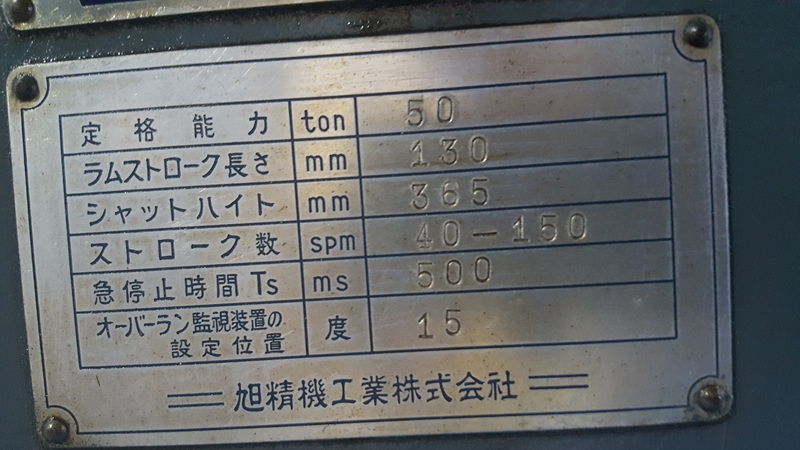 定格能力 ton 50
ラムストローク長さ mm 130
シャットハイト mm 365
ストローク数 spm 40-150
急停止時間Ts ms 500
オーバーラン監視装置の
設定位置 度 15
旭精機工業株式会社